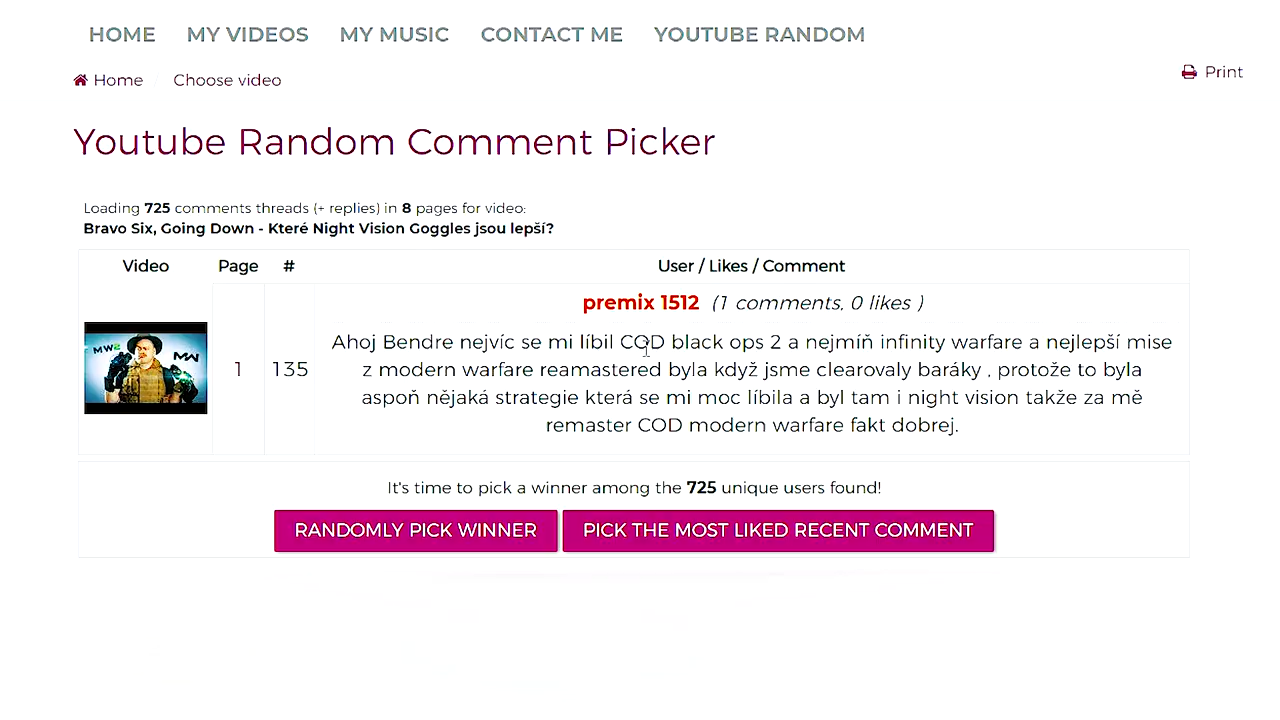 HOME MY VIDEOS MY MUSIC CONTACT ME YOUTUBE RANDOM
Home Choose video
Print
Youtube Random Comment Picker
Loading 725 comments threads (+ replies) in 8 pages for video:
Bravo Six, Going Down - Které Night Vision Goggles jsou lepší?
Video Page # User / Likes / Comment
premix 1512 (1 comments, 0 likes )
MW2 MW
1 135
Ahoj Bendre nejvíc se mi líbil COD black ops 2 a nejmíň infinity warfare a nejlepší mise
z modern warfare reamastered byla když jsme clearovaly baráky , protože to byla
aspoň nějaká strategie která se mi moc líbila a byl tam i night vision takže za mě
remaster COD modern warfare fakt dobrej.
It's time to pick a winner among the 725 unique users found!
RANDOMLY PICK WINNER PICK THE MOST LIKED RECENT COMMENT